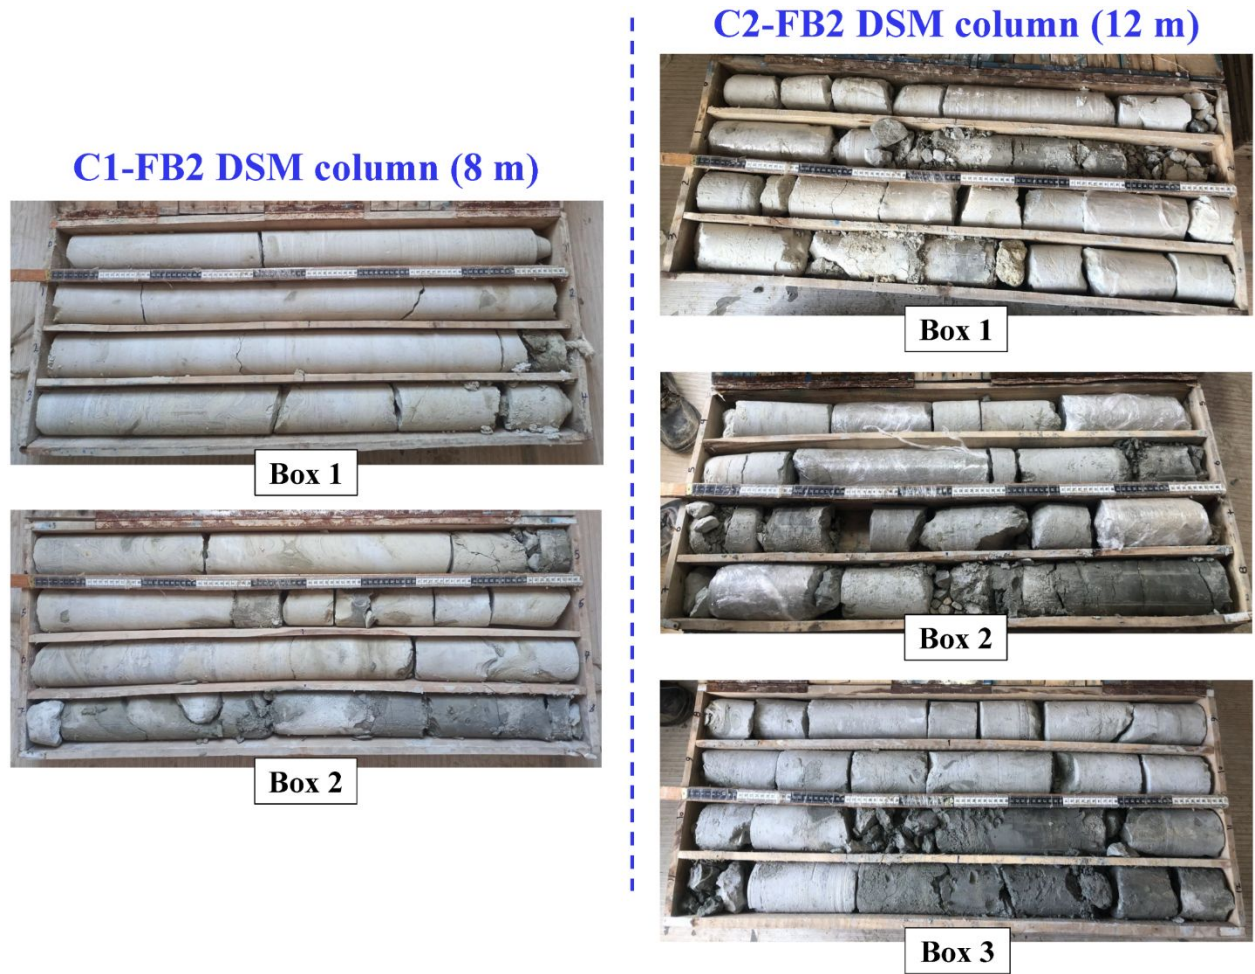 C1-FB2 DSM column (8 m)
Box 1
Box 2
C2-FB2 DSM column (12 m)
Box 1
Box 2
Box 3